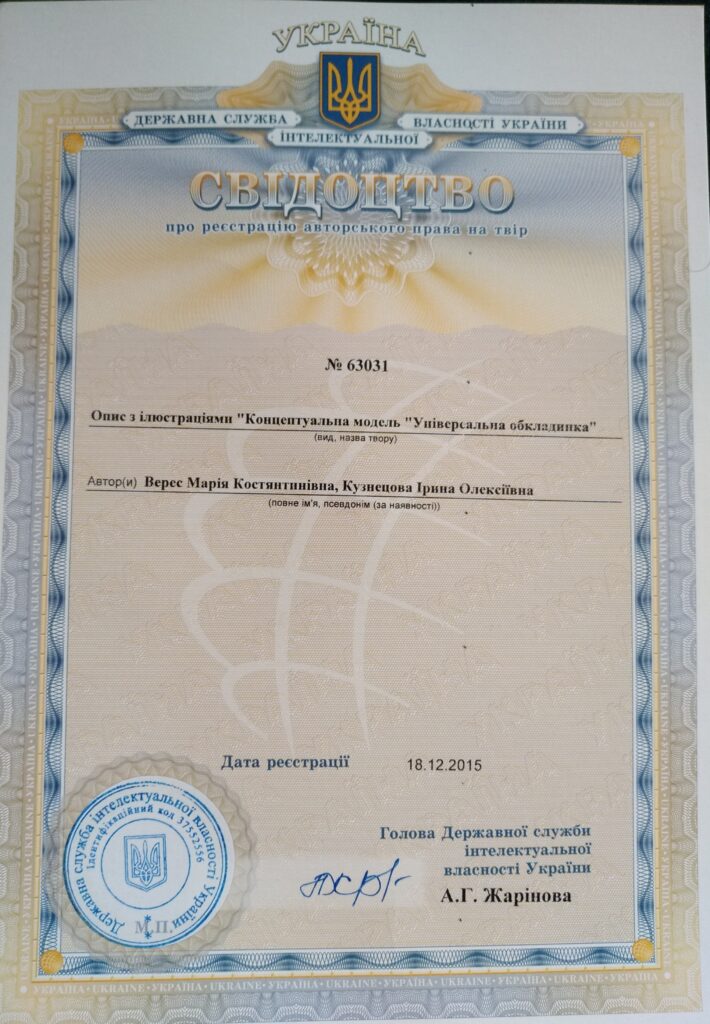 УКРАЇНА
ДЕРЖАВНА СЛУЖБА
ІНТЕЛЕКТУАЛЬНОЇ
ВЛАСНОСТІ УКРАЇНИ
СВІДОЦТВО
про реєстрацію авторського права на твір
№ 63031
Опис з ілюстраціями "Концептуальна модель "Універсальна обкладинка"
(вид, назва твору)
Автор(и) Верес Марія Костянтинівна, Кузнецова Ірина Олексіївна
(повне ім'я, псевдонім (за наявності))
Дата реєстрації 18.12.2015
Голова Державної служби
інтелектуальної
власності України
А.Г. Жарінова
Державна служба інтелектуальної власності України
Ідентифікаційний код 37552556
М.П.
УКРАЇНА • UKRAINE